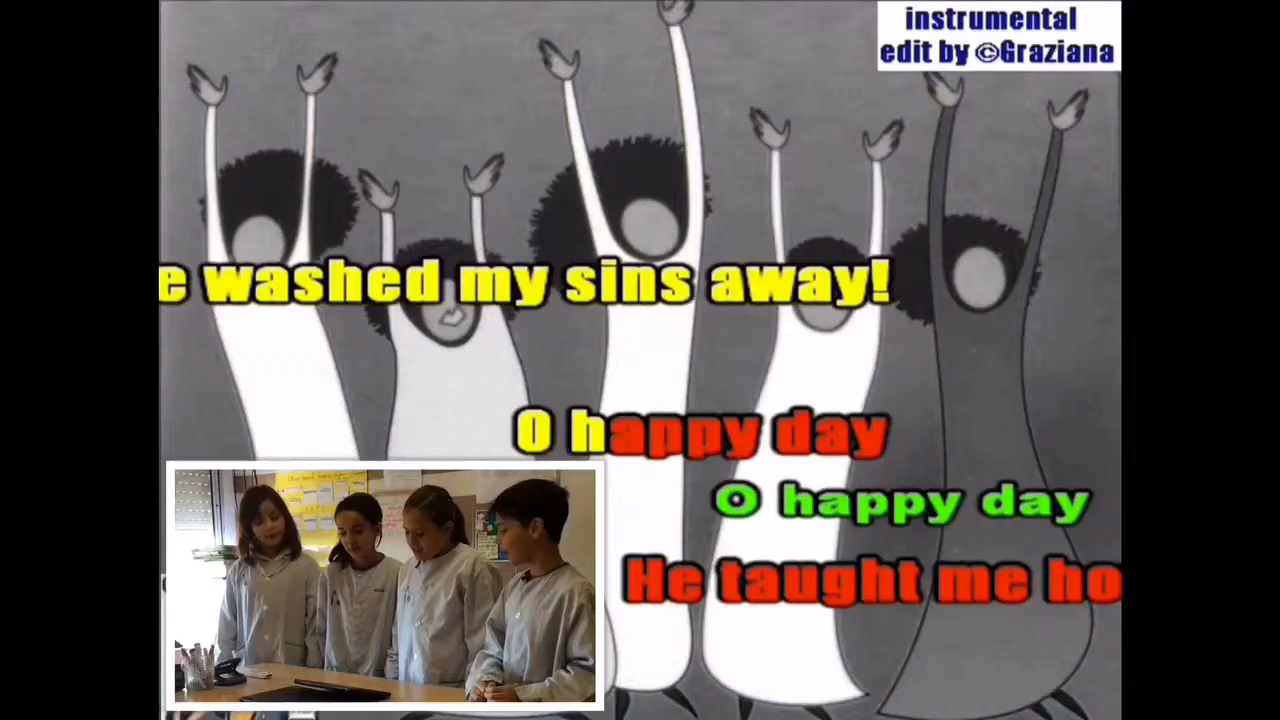 instrumental
edit by ©Graziana
e washed my sins away!
O happy day
O happy day
He taught me ho